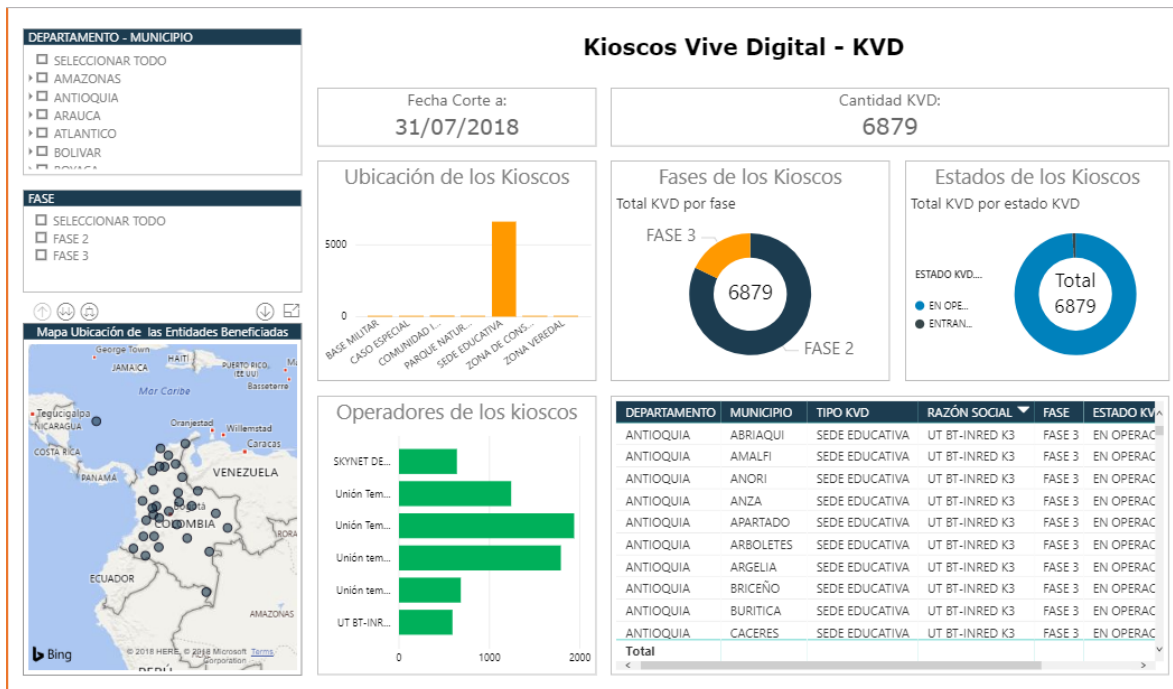 DEPARTAMENTO - MUNICIPIO
SELECCIONAR TODO
AMAZONAS
ANTIOQUIA
ARAUCA
ATLANTICO
BOLIVAR
FASE
SELECCIONAR TODO
FASE 2
FASE 3
Mapa Ubicación de las Entidades Beneficiadas
George Town
HAITÍ
JAMAICA
PUERTO RICO,
(EE UU)
Basseterre
Mar Caribe
Tegucigalpa
NICARAGUA
Oranjestad
Willemstad
COSTA RICA
Caracas
PANAMÁ
VENEZUELA
Bogotá
COLOMBIA
ECUADOR
AMAZONAS
PERÚ
Bing
© 2018 HERE, © 2018 Microsoft Corporation Terms
Kioscos Vive Digital - KVD
Fecha Corte a:
31/07/2018
Cantidad KVD:
6879
Ubicación de los Kioscos
5000
0
BASE MILITAR
CASO ESPECIAL
COMUNIDAD I...
PARQUE NATUR...
SEDE EDUCATIVA
ZONA DE CONS...
ZONA VEREDAL
Fases de los Kioscos
Total KVD por fase
FASE 3
6879
FASE 2
Estados de los Kioscos
Total KVD por estado KVD
ESTADO KVD....
EN OPE...
ENTRAN...
Total
6879
Operadores de los kioscos
SKYNET DE...
Unión Tem...
Unión Tem...
Unión tem...
Unión tem...
UT BT-INR...
0 1000 2000
DEPARTAMENTO MUNICIPIO TIPO KVD RAZÓN SOCIAL FASE ESTADO KV
ANTIOQUIA ABRIAQUI SEDE EDUCATIVA UT BT-INRED K3 FASE 3 EN OPERAC
ANTIOQUIA AMALFI SEDE EDUCATIVA UT BT-INRED K3 FASE 3 EN OPERAC
ANTIOQUIA ANORI SEDE EDUCATIVA UT BT-INRED K3 FASE 3 EN OPERAC
ANTIOQUIA ANZA SEDE EDUCATIVA UT BT-INRED K3 FASE 3 EN OPERAC
ANTIOQUIA APARTADO SEDE EDUCATIVA UT BT-INRED K3 FASE 3 EN OPERAC
ANTIOQUIA ARBOLETES SEDE EDUCATIVA UT BT-INRED K3 FASE 3 EN OPERAC
ANTIOQUIA ARGELIA SEDE EDUCATIVA UT BT-INRED K3 FASE 3 EN OPERAC
ANTIOQUIA BRICEÑO SEDE EDUCATIVA UT BT-INRED K3 FASE 3 EN OPERAC
ANTIOQUIA BURITICA SEDE EDUCATIVA UT BT-INRED K3 FASE 3 EN OPERAC
ANTIOQUIA CACERES SEDE EDUCATIVA UT BT-INRED K3 FASE 3 EN OPERAC
Total